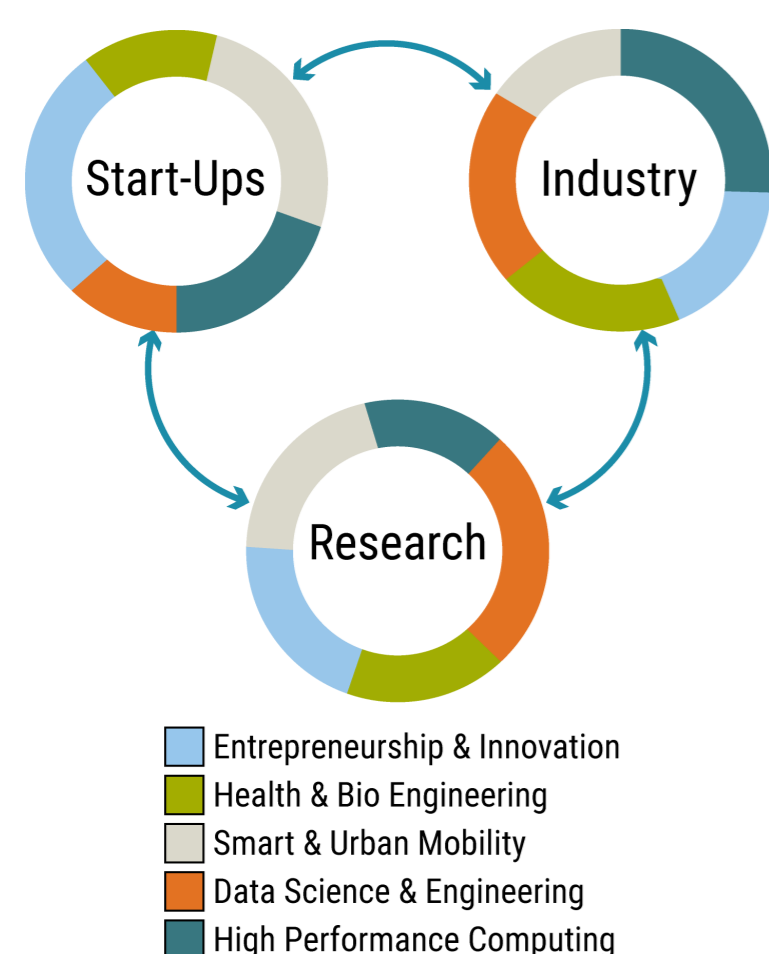 Start-Ups
Industry
Research
Entrepreneurship & Innovation
Health & Bio Engineering
Smart & Urban Mobility
Data Science & Engineering
High Performance Computing